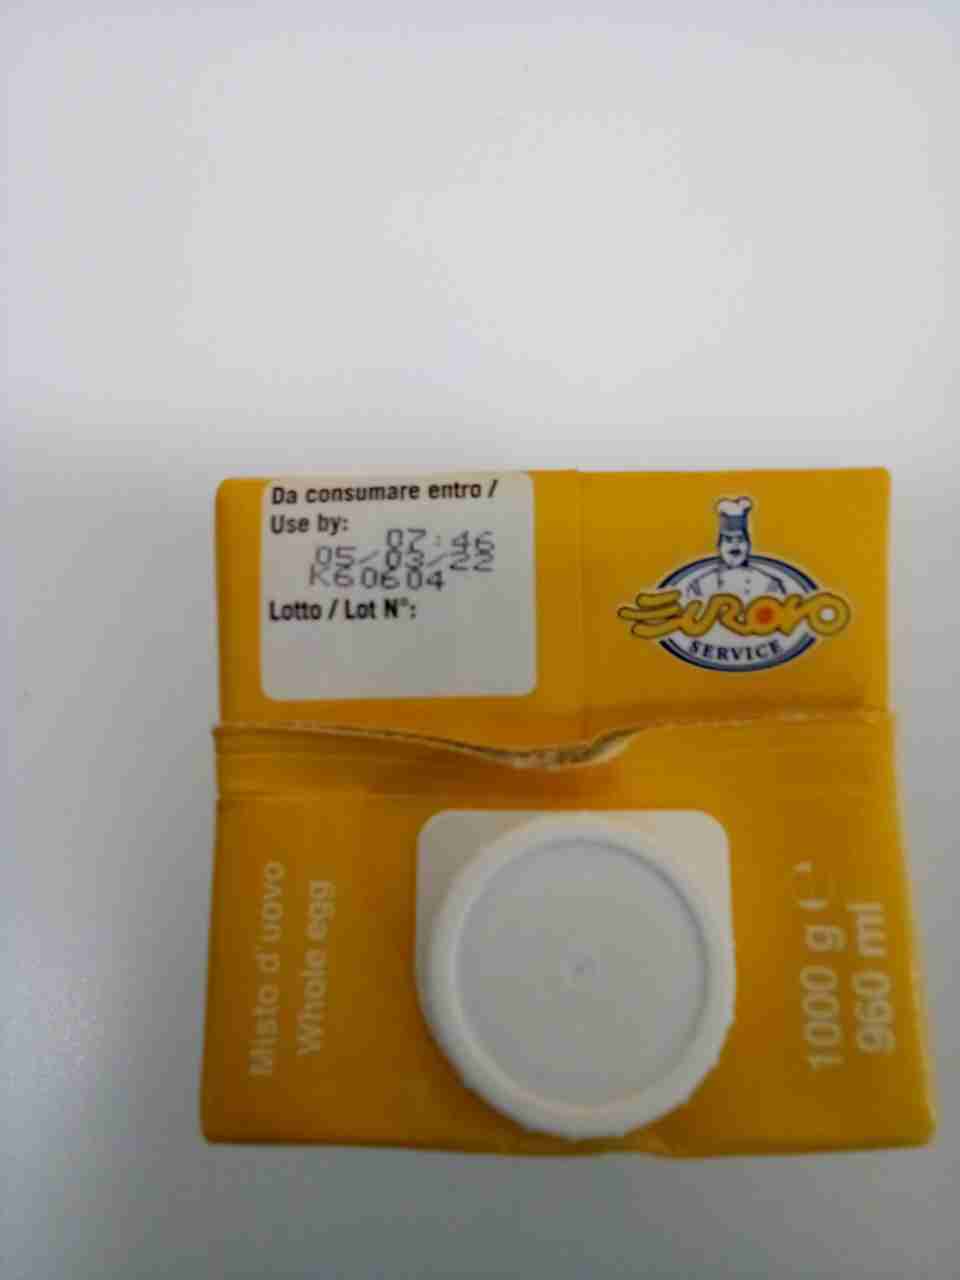 Da consumare entro /
Use by:
07:46
05/03/22
K60604
Lotto / Lot N°:
EUROVO
SERVICE
Misto d'uovo
Whole egg
1000 g ℮
960 ml